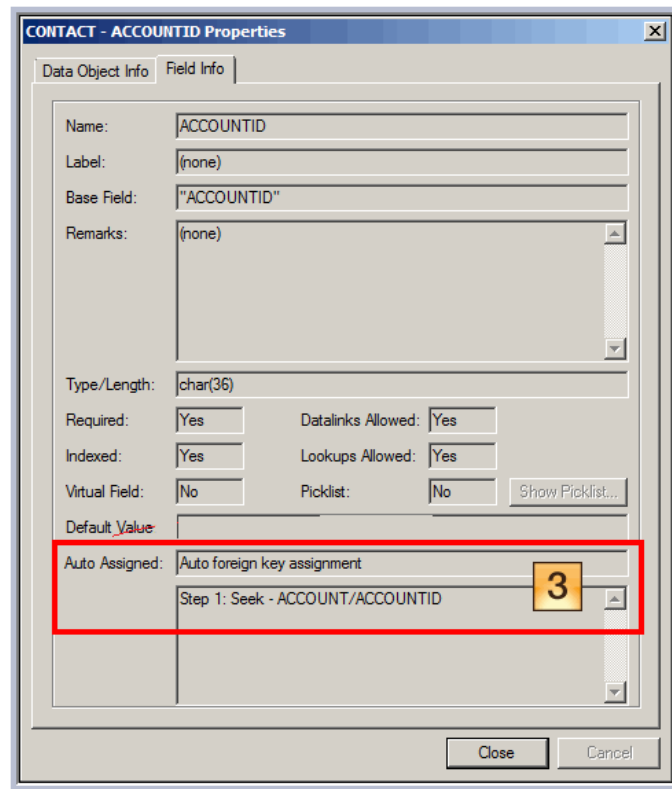 CONTACT - ACCOUNTID Properties
Data Object Info Field Info
Name: ACCOUNTID
Label: (none)
Base Field: "ACCOUNTID"
Remarks: (none)
Type/Length: char(36)
Required: Yes Datalinks Allowed: Yes
Indexed: Yes Lookups Allowed: Yes
Virtual Field: No Picklist: No Show Picklist...
Default Value
Auto Assigned: Auto foreign key assignment
Step 1: Seek - ACCOUNT/ACCOUNTID
3
Close Cancel